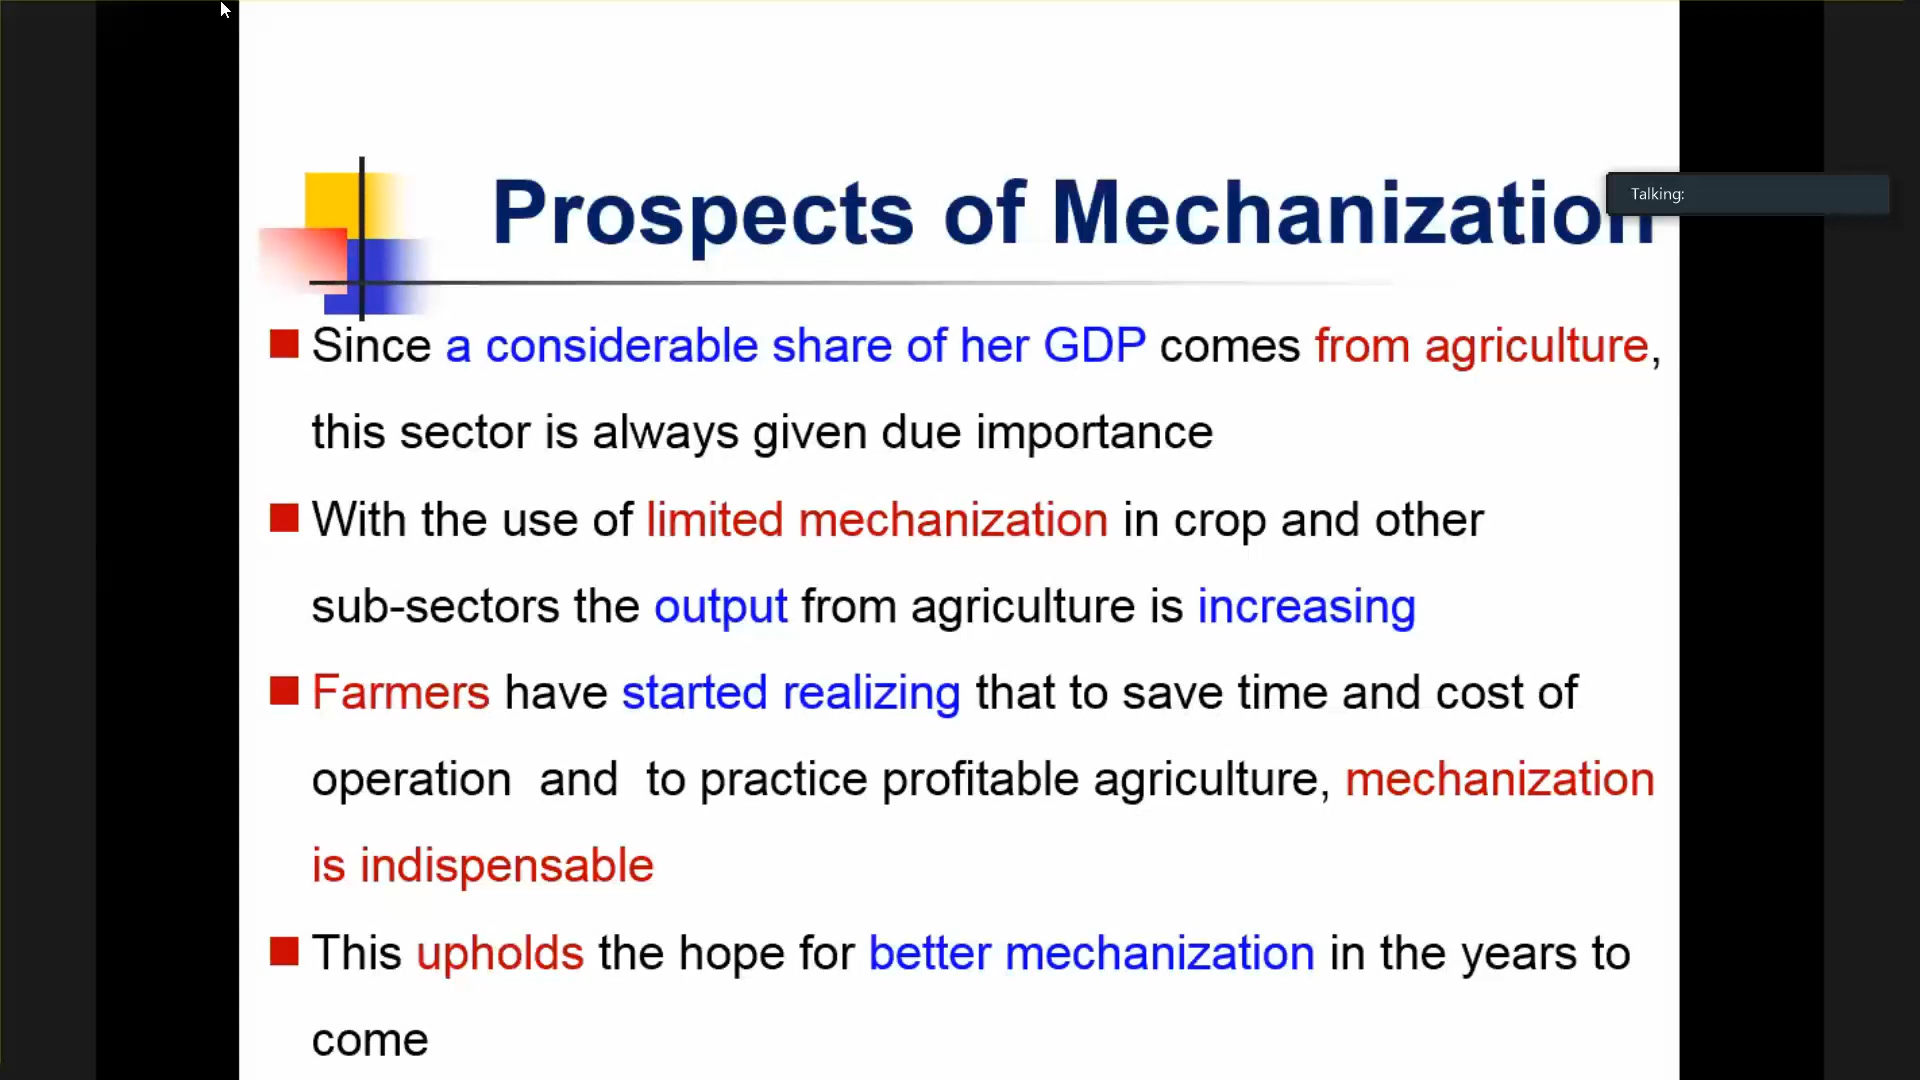 Prospects of Mechanization
Talking:
Since a considerable share of her GDP comes from agriculture,
this sector is always given due importance
With the use of limited mechanization in crop and other
sub-sectors the output from agriculture is increasing
Farmers have started realizing that to save time and cost of
operation and to practice profitable agriculture, mechanization
is indispensable
This upholds the hope for better mechanization in the years to
come